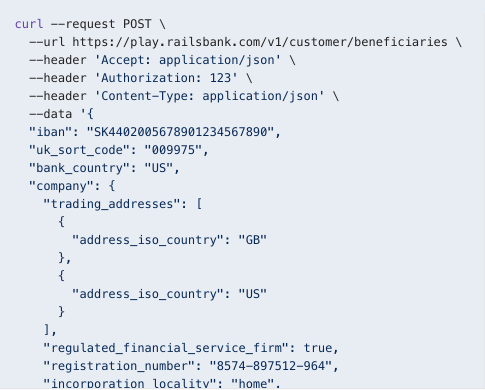 curl --request POST \
--url https://play.railsbank.com/v1/customer/beneficiaries \
--header 'Accept: application/json' \
--header 'Authorization: 123' \
--header 'Content-Type: application/json' \
--data '{
"iban": "SK4402005678901234567890",
"uk_sort_code": "009975",
"bank_country": "US",
"company": {
"trading_addresses": [
{
"address_iso_country": "GB"
},
{
"address_iso_country": "US"
}
],
"regulated_financial_service_firm": true,
"registration_number": "8574-897512-964",
"incorporation_locality": "home",